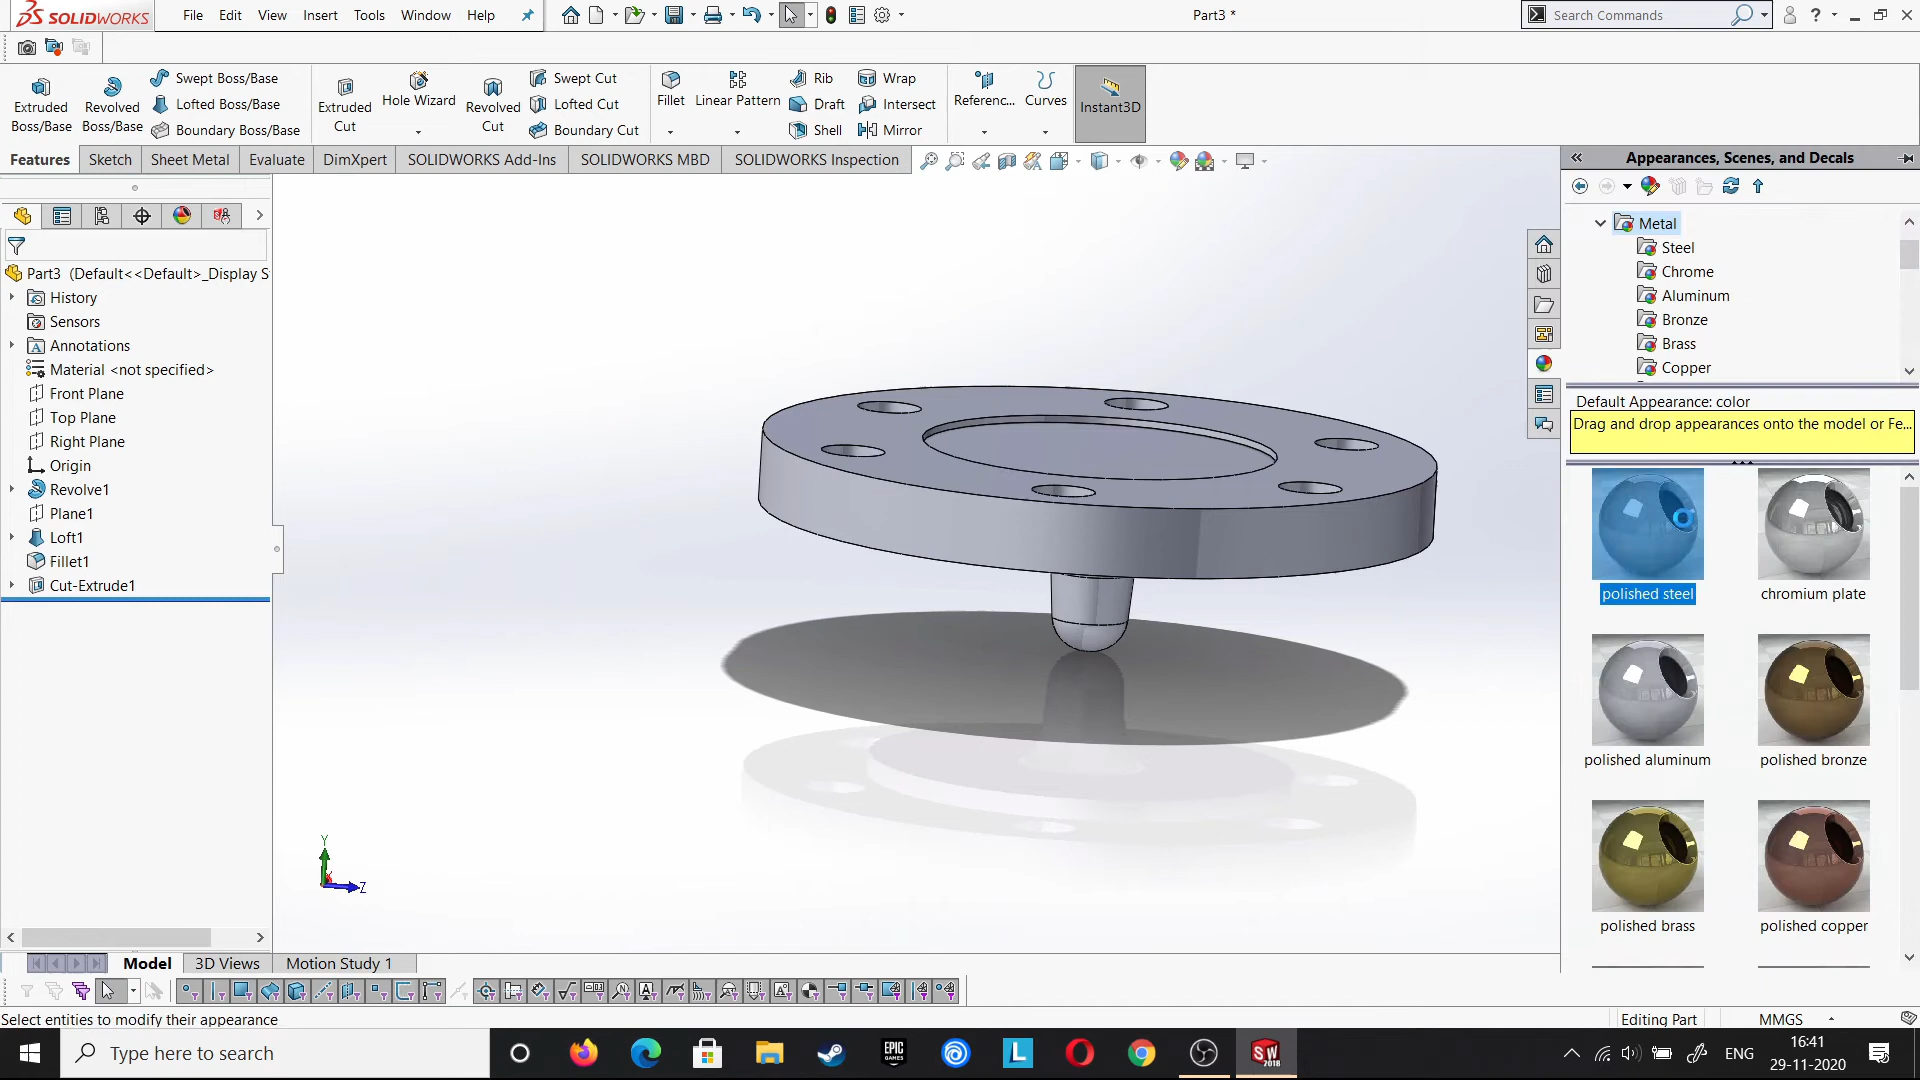 SOLIDWORKS
File Edit View Insert Tools Window Help
Part3 *
Search Commands
Extruded Boss/Base
Revolved Boss/Base
Swept Boss/Base
Lofted Boss/Base
Boundary Boss/Base
Extruded Cut
Hole Wizard
Revolved Cut
Swept Cut
Lofted Cut
Boundary Cut
Fillet
Linear Pattern
Rib
Draft
Shell
Wrap
Intersect
Mirror
Referenc...
Curves
Instant3D
Features Sketch Sheet Metal Evaluate DimXpert SOLIDWORKS Add-Ins SOLIDWORKS MBD SOLIDWORKS Inspection
Part3 (Default<<Default>_Display S
History
Sensors
Annotations
Material <not specified>
Front Plane
Top Plane
Right Plane
Origin
Revolve1
Plane1
Loft1
Fillet1
Cut-Extrude1
Y
Z
Appearances, Scenes, and Decals
Metal
Steel
Chrome
Aluminum
Bronze
Brass
Copper
Default Appearance: color
Drag and drop appearances onto the model or Fe...
polished steel
chromium plate
polished aluminum
polished bronze
polished brass
polished copper
Model 3D Views Motion Study 1
Select entities to modify their appearance
Editing Part
MMGS
Type here to search
EPIC GAMES
L
SW 2018
ENG
16:41
29-11-2020